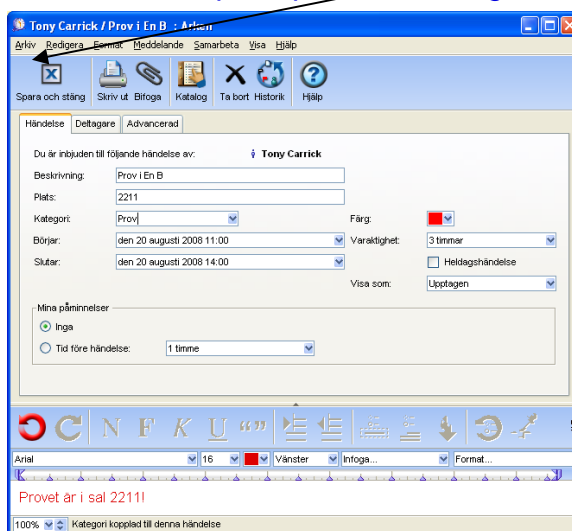 Tony Carrick / Prov i En B : Arken
Arkiv Redigera Format Meddelande Samarbeta Visa Hjälp
Spara och stäng Skriv ut Bifoga Katalog Ta bort Historik Hjälp
Händelse Deltagare Advancerad
Du är inbjuden till följande händelse av: Tony Carrick
Beskrivning: Prov i En B
Plats: 2211
Kategori: Prov Färg:
Börjar: den 20 augusti 2008 11:00 Varaktighet: 3 timmar
Slutar: den 20 augusti 2008 14:00 Heldagshändelse
Visa som: Upptagen
Mina påminnelser
Inga
Tid före händelse: 1 timme
N F K U
Arial 16 Vänster Infoga... Format...
Provet är i sal 2211!
100% Kategori kopplad till denna händelse